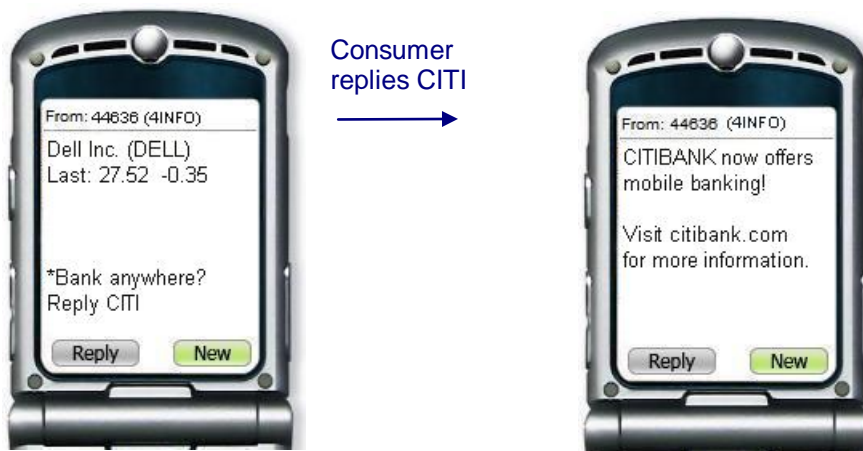 From: 44636 (4INFO)
Dell Inc. (DELL)
Last: 27.52 -0.35
*Bank anywhere?
Reply CITI
Reply
New
Consumer
replies CITI
From: 44636 (4INFO)
CITIBANK now offers
mobile banking!
Visit citibank.com
for more information.
Reply
New